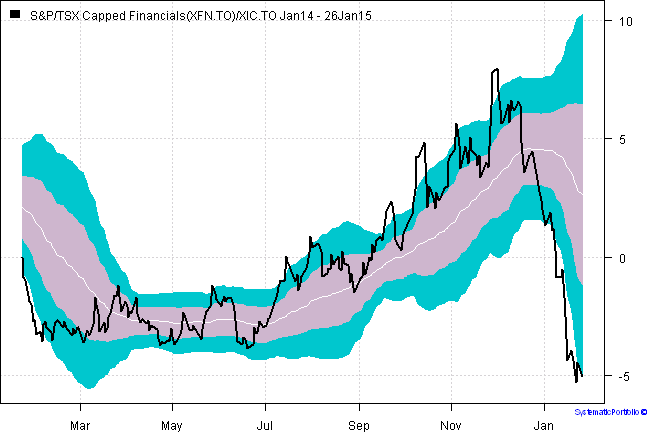 S&P/TSX Capped Financials(XFN.TO)/XIC.TO Jan14 - 26Jan15
10
5
0
-5
Mar May Jul Sep Nov Jan
SystematicPortfolio ©